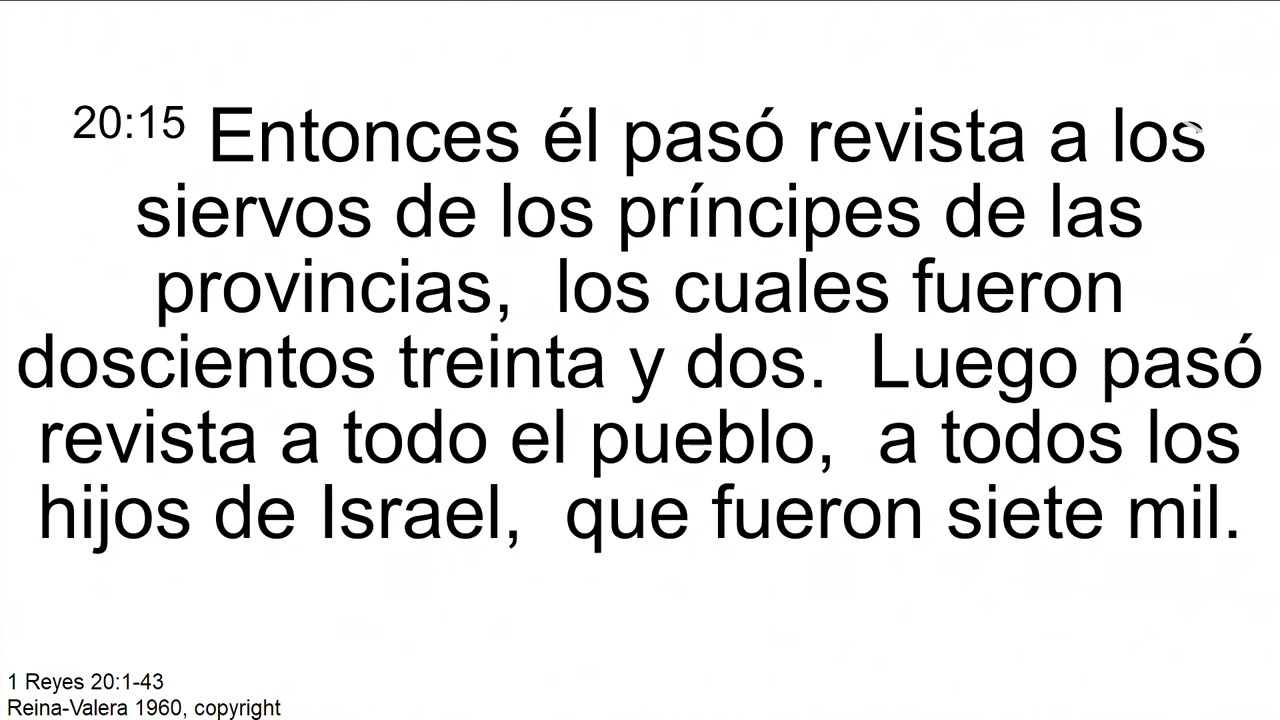 20:15 Entonces él pasó revista a los
siervos de los príncipes de las
provincias,  los cuales fueron
doscientos treinta y dos.  Luego pasó
revista a todo el pueblo,  a todos los
hijos de Israel,  que fueron siete mil.
1 Reyes 20:1-43
Reina-Valera 1960, copyright